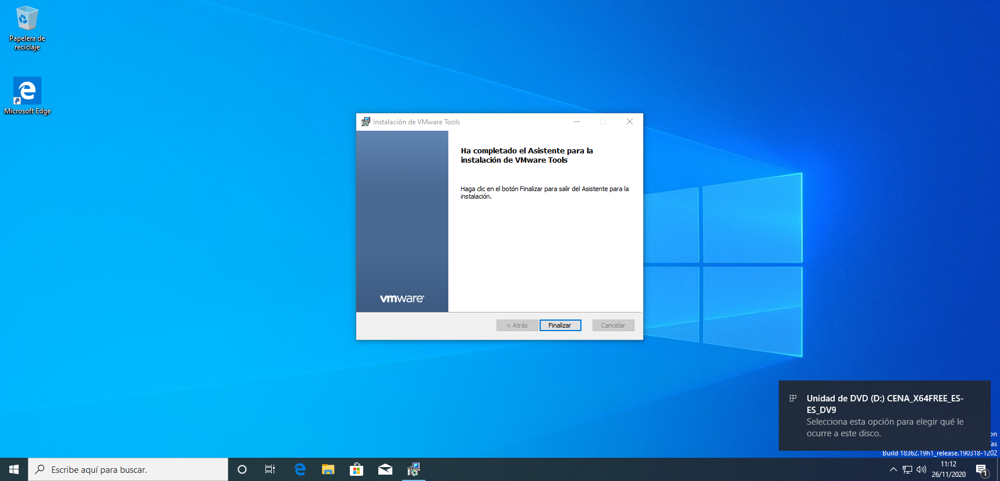 Papelera de
reciclaje
Microsoft Edge
Instalación de VMware Tools
Ha completado el Asistente para la
instalación de VMware Tools
Haga clic en el botón Finalizar para salir del Asistente para la
instalación.
vmware
< Atrás
Finalizar
Cancelar
Unidad de DVD (D:) CENA_X64FREE_ES-
ES_DV9
Selecciona esta opción para elegir qué le
ocurre a este disco.
on
as
Build 18362.19h1_release.190318-1202
Escribe aquí para buscar.
11:12
26/11/2020
1